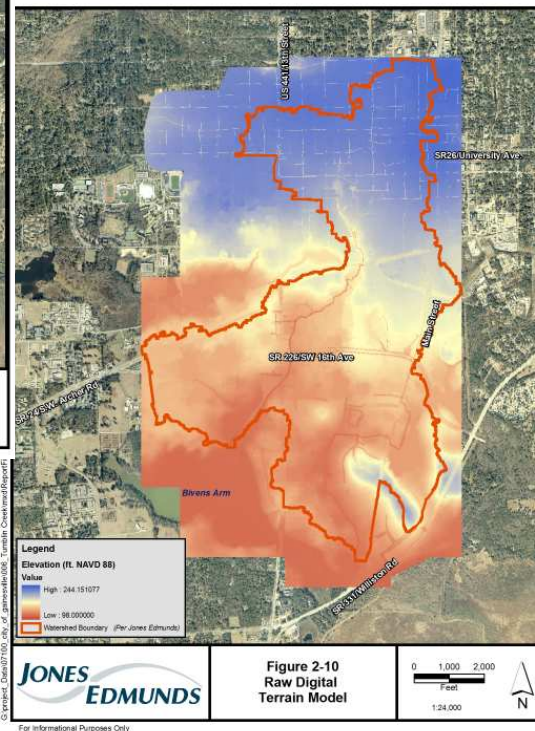 US 441/13th Street
SR26/University Ave
Main Street
SR 226/SW 16th Ave
SR 24/S.W. Archer Rd
Bivens Arm
SR 331/Williston Rd
Legend
Elevation (ft. NAVD 88)
Value
High : 244.151077
Low : 98.000000
Watershed Boundary (Per Jones Edmunds)
JONES
EDMUNDS
Figure 2-10
Raw Digital
Terrain Model
0 1,000 2,000
Feet
1:24,000
N
For Informational Purposes Only